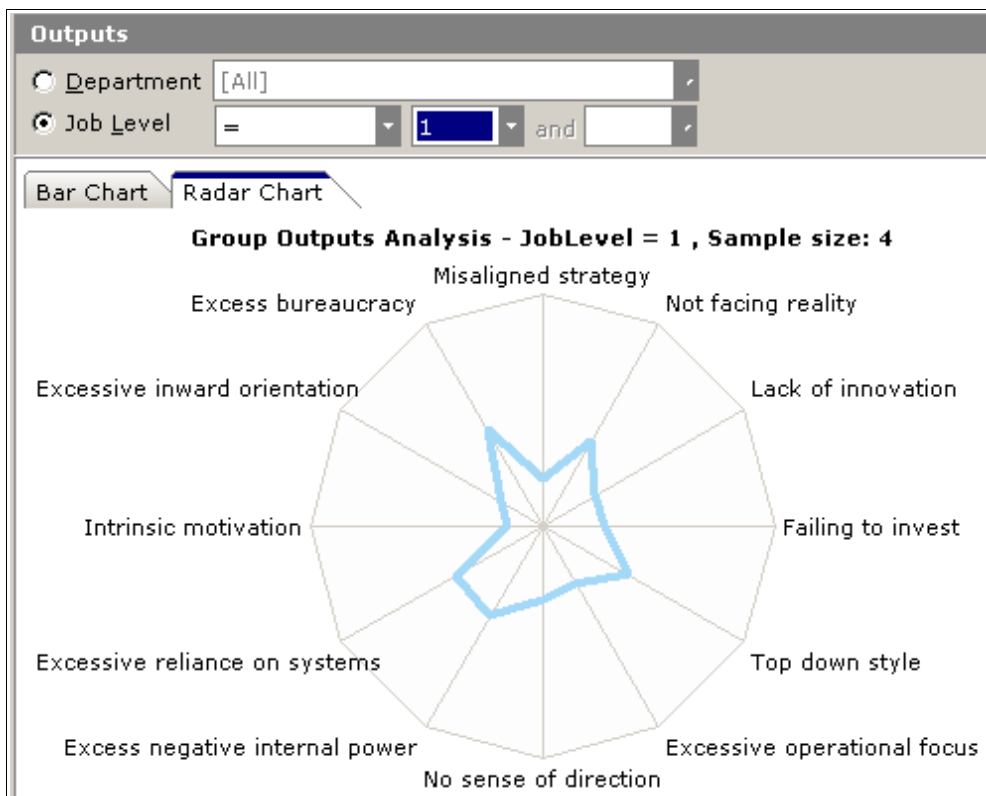 Outputs
Department [All]
Job Level = 1 and
Bar Chart Radar Chart
Group Outputs Analysis - JobLevel = 1 , Sample size: 4
Misaligned strategy
Excess bureaucracy Not facing reality
Excessive inward orientation Lack of innovation
Intrinsic motivation Failing to invest
Excessive reliance on systems Top down style
Excess negative internal power Excessive operational focus
No sense of direction